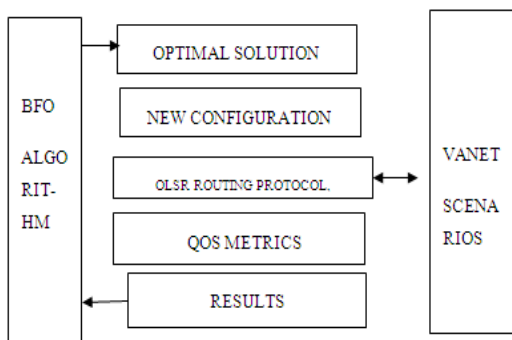 BFO
ALGO
RIT-
HM
OPTIMAL SOLUTION
NEW CONFIGURATION
OLSR ROUTING PROTOCOL,
QOS METRICS
RESULTS
VANET
SCENA
RIOS